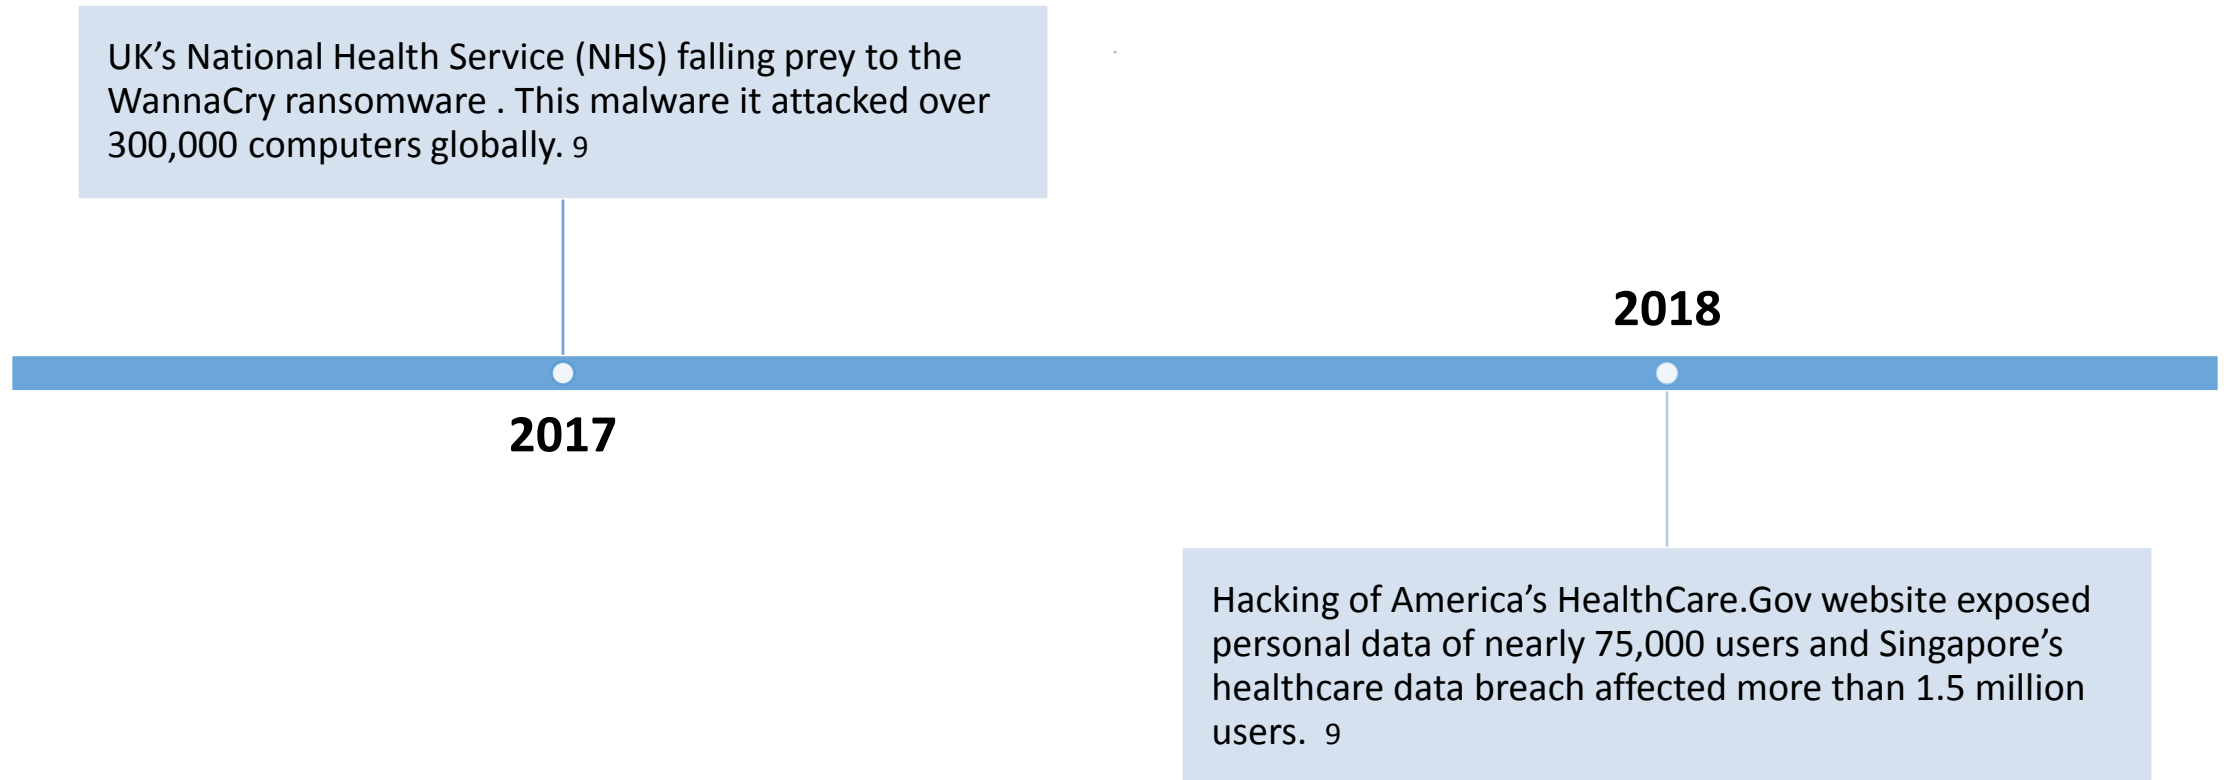 UK’s National Health Service (NHS) falling prey to the
WannaCry ransomware . This malware it attacked over
300,000 computers globally. 9
2018
2017
Hacking of America’s HealthCare.Gov website exposed
personal data of nearly 75,000 users and Singapore’s
healthcare data breach affected more than 1.5 million
users. 9